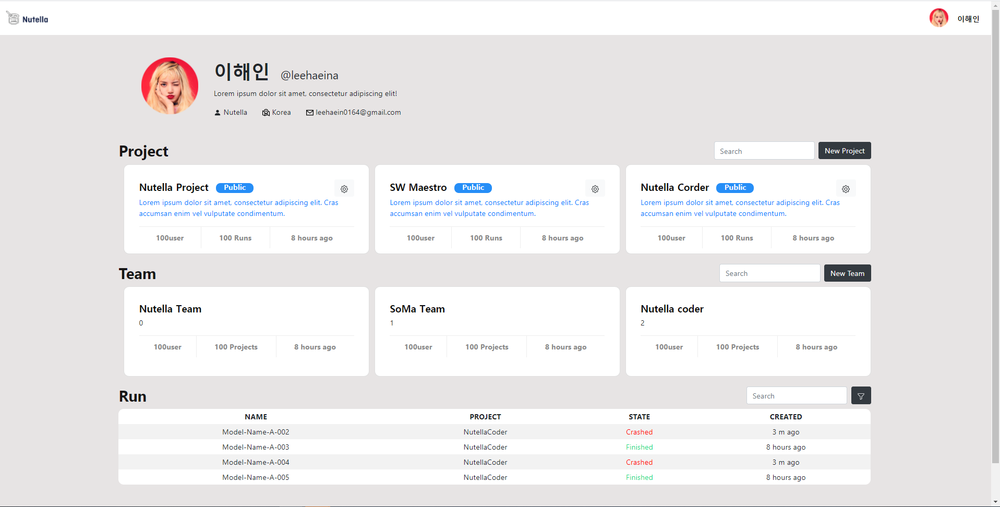 Nutella
이해인
이해인 @leehaeina
Lorem ipsum dolor sit amet, consectetur adipiscing elit!
Nutella Korea leehaein0164@gmail.com
Project
Search
New Project
Nutella Project Public
Lorem ipsum dolor sit amet, consectetur adipiscing elit. Cras
accumsan enim vel vulputate condimentum.
100user 100 Runs 8 hours ago
SW Maestro Public
Lorem ipsum dolor sit amet, consectetur adipiscing elit. Cras
accumsan enim vel vulputate condimentum.
100user 100 Runs 8 hours ago
Nutella Corder Public
Lorem ipsum dolor sit amet, consectetur adipiscing elit. Cras
accumsan enim vel vulputate condimentum.
100user 100 Runs 8 hours ago
Team
Search
New Team
Nutella Team
0
100user 100 Projects 8 hours ago
SoMa Team
1
100user 100 Projects 8 hours ago
Nutella coder
2
100user 100 Projects 8 hours ago
Run
Search
NAME PROJECT STATE CREATED
Model-Name-A-002 NutellaCoder Crashed 3 m ago
Model-Name-A-003 NutellaCoder Finished 8 hours ago
Model-Name-A-004 NutellaCoder Crashed 3 m ago
Model-Name-A-005 NutellaCoder Finished 8 hours ago